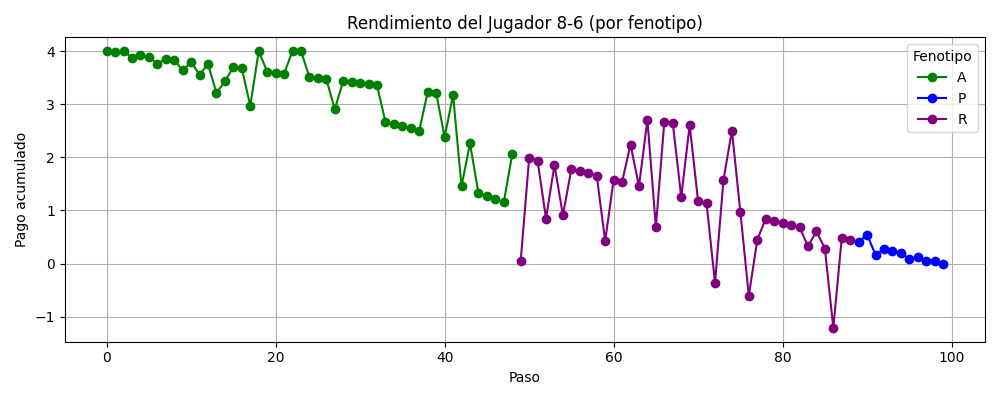 Rendimiento del Jugador 8-6 (por fenotipo)
Pago acumulado
4
3
2
1
0
−1
Fenotipo
A
P
R
0 20 40 60 80 100
Paso